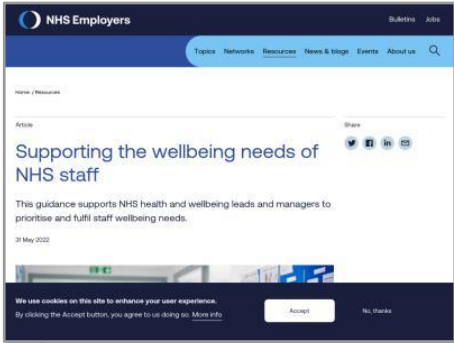 NHS Employers
Bulletins Jobs
Topics Networks Resources News & blogs Events About us
Home / Resources
Article
Share
Supporting the wellbeing needs of
NHS staff
This guidance supports NHS health and wellbeing leads and managers to
prioritise and fulfil staff wellbeing needs.
31 May 2022
We use cookies on this site to enhance your user experience.
By clicking the Accept button, you agree to us doing so. More info
Accept
No, thanks